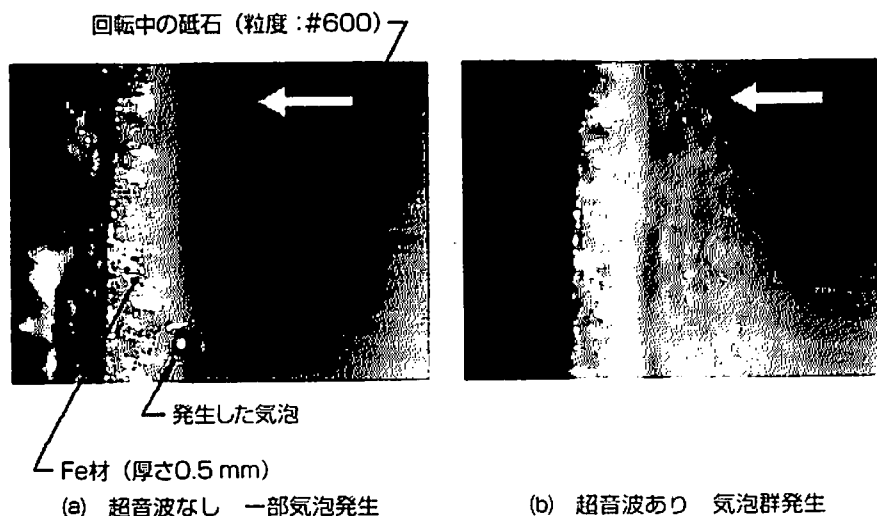 回転中の砥石（粒度：#600）
発生した気泡
Fe材（厚さ0.5 mm）
(a) 超音波なし 一部気泡発生
(b) 超音波あり 気泡群発生